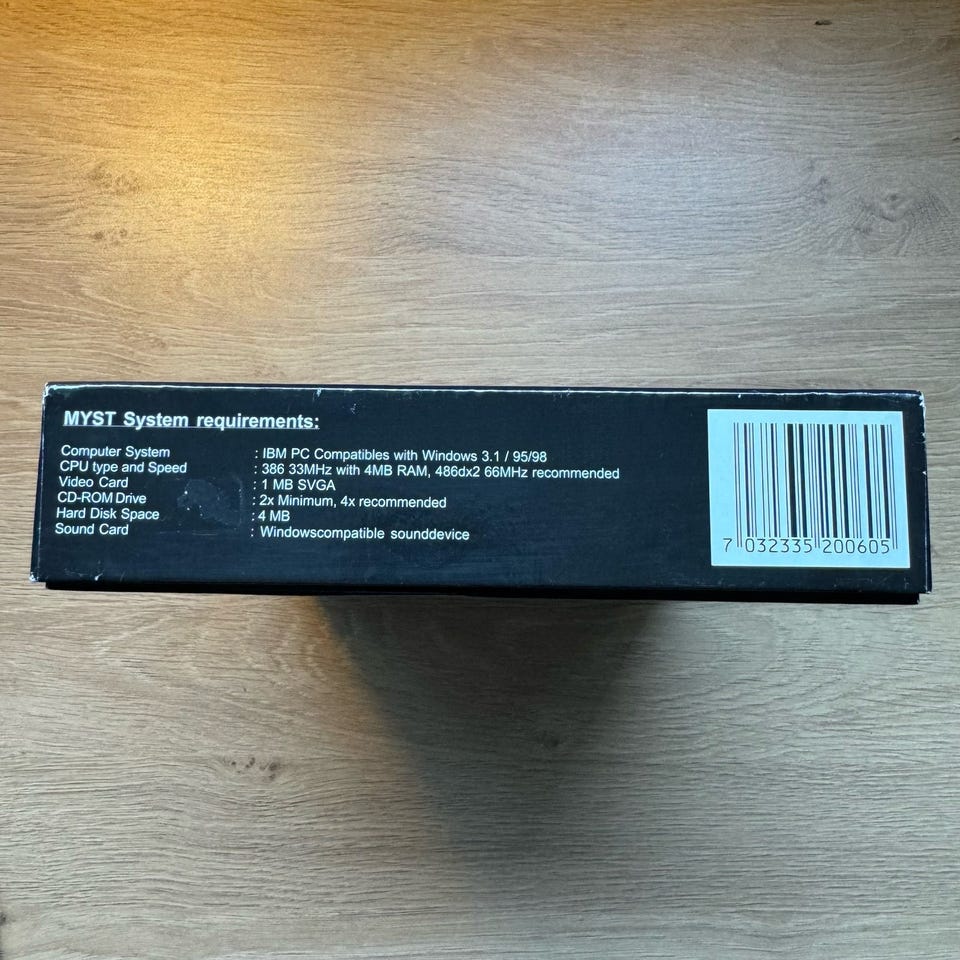 MYST System requirements:
Computer System : IBM PC Compatibles with Windows 3.1 / 95/98
CPU type and Speed : 386 33MHz with 4MB RAM, 486dx2 66MHz recommended
Video Card : 1 MB SVGA
CD-ROM Drive : 2x Minimum, 4x recommended
Hard Disk Space : 4 MB
Sound Card : Windowscompatible sounddevice
7 032335 200605